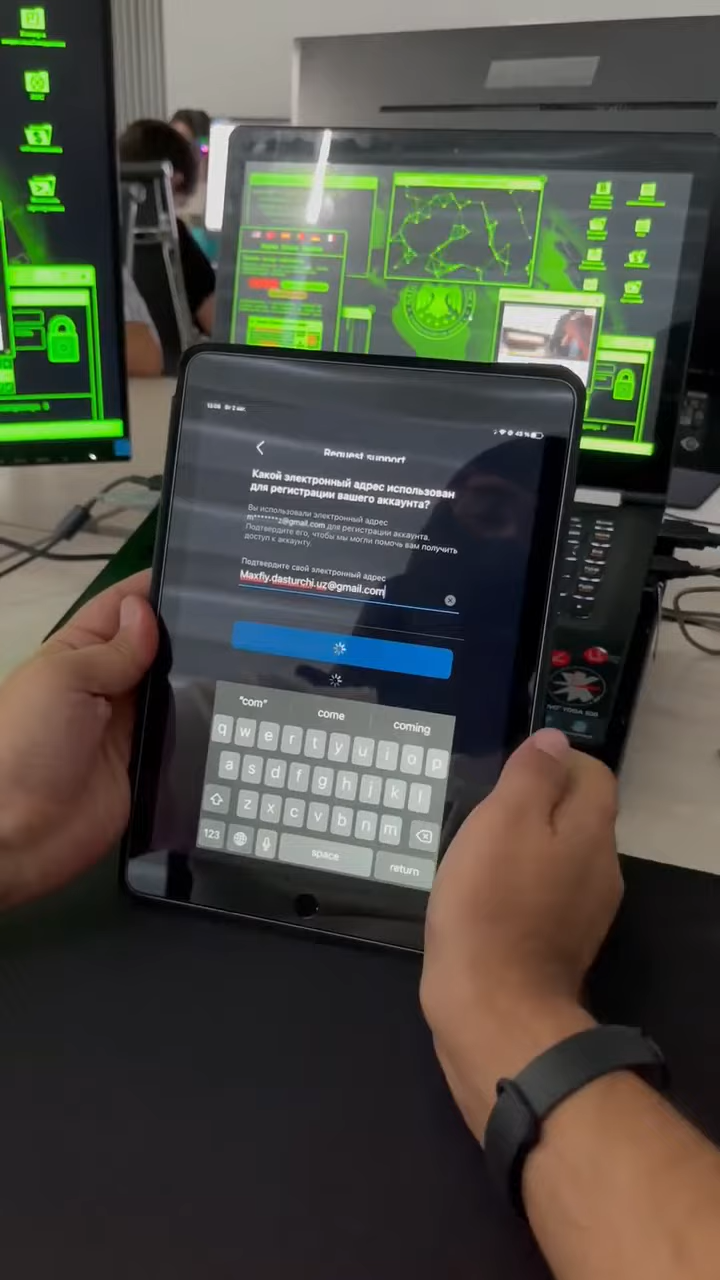 Request support
Какой электронный адрес использован
для регистрации вашего аккаунта?
Вы использовали электронный адрес
m*******z@gmail.com для регистрации аккаунта.
Подтвердите его, чтобы мы могли помочь вам получить
доступ к аккаунту.
Подтвердите свой электронный адрес
Maxfiy.dasturchi.uz@gmail.com
"com" come coming
q w e r t y u i o p
a s d f g h j k l
z x c v b n m
123 space return